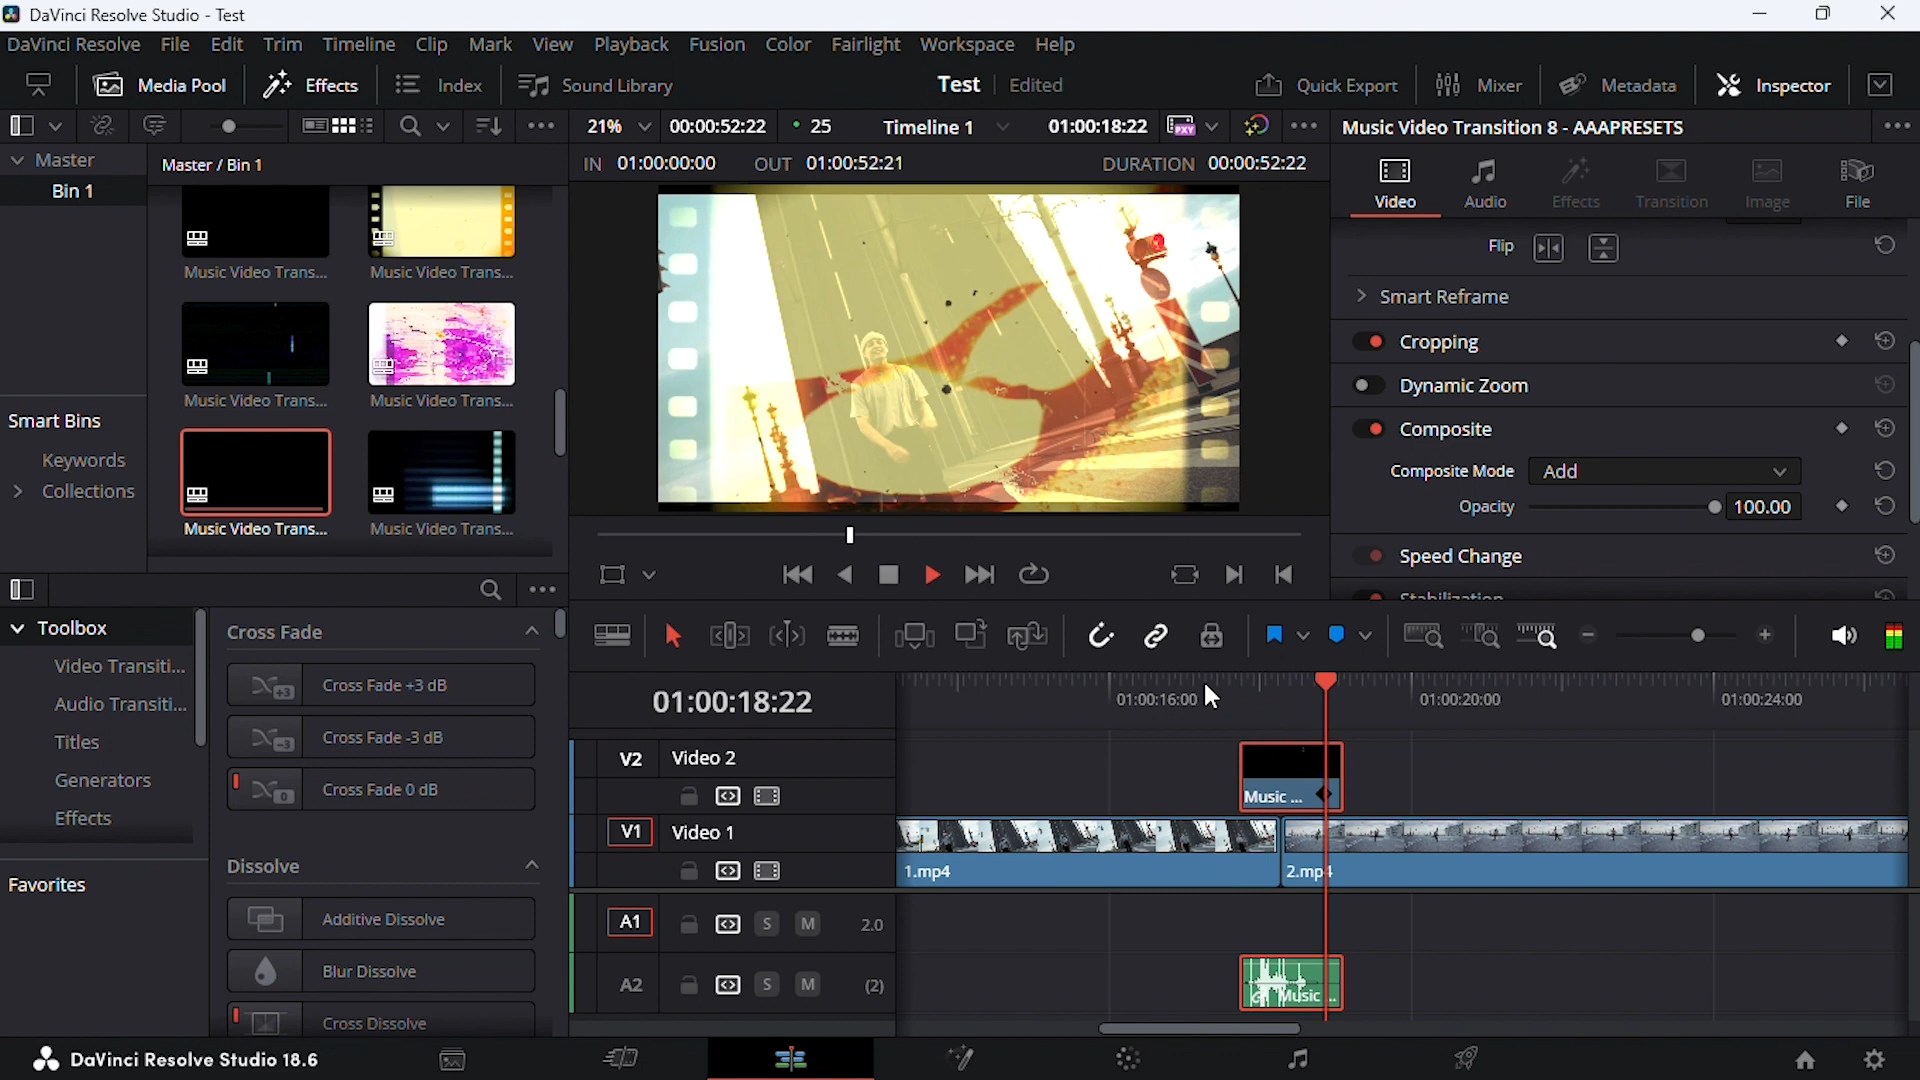 DaVinci Resolve Studio - Test
DaVinci Resolve File Edit Trim Timeline Clip Mark View Playback Fusion Color Fairlight Workspace Help
Media Pool Effects Index Sound Library Test Edited Quick Export Mixer Metadata Inspector
21% 00:00:52:22 25 Timeline 1 01:00:18:22 PXY Music Video Transition 8 - AAAPRESETS
Master
Bin 1
Master / Bin 1
IN 01:00:00:00 OUT 01:00:52:21 DURATION 00:00:52:22
Video Audio Effects Transition Image File
Music Video Trans... Music Video Trans...
Music Video Trans... Music Video Trans...
Music Video Trans... Music Video Trans...
Smart Bins
Keywords
Collections
Flip
Smart Reframe
Cropping
Dynamic Zoom
Composite
Composite Mode Add
Opacity 100.00
Speed Change
Stabilization
Toolbox
Video Transiti...
Audio Transiti...
Titles
Generators
Effects
Favorites
Cross Fade
+3 Cross Fade +3 dB
-3 Cross Fade -3 dB
0 Cross Fade 0 dB
Dissolve
Additive Dissolve
Blur Dissolve
Cross Dissolve
01:00:18:22 01:00:16:00 01:00:20:00 01:00:24:00
V2 Video 2
Music ...
V1 Video 1
1.mp4 2.mp4
A1 S M 2.0
A2 S M (2)
Music ...
DaVinci Resolve Studio 18.6